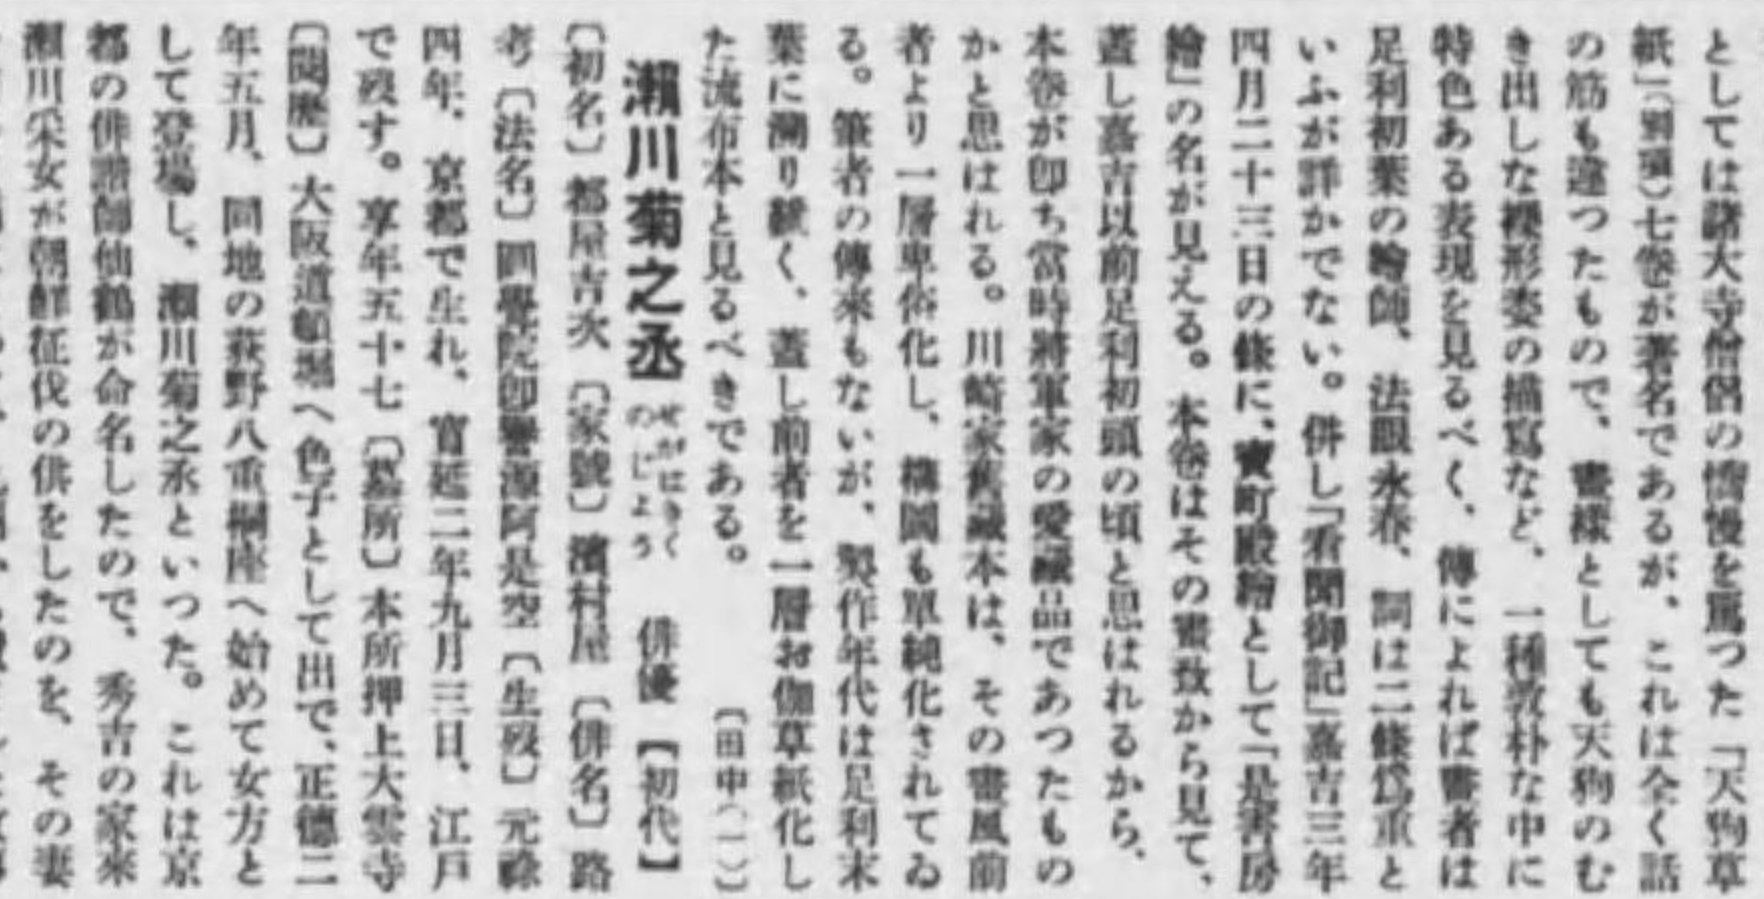 としては諸大寺僧侶の憍慢を罵つた「天狗草
紙」(別項)七巻が著名であるが、これは全く話
の筋も違つたもので、畫樣としても天狗のむ
き出しな裸形姿の描寫など、一種敦朴な中に
特色ある表現を見るべく、傳によれば畫者は
足利初葉の繪師、法眼永春、詞は二條爲重と
いふが詳かでない。併し「看聞御記」嘉吉三年
四月二十三日の條に、室町殿繪として「是害房
繪」の名が見える。本巻はその畫致から見て、
蓋し嘉吉以前足利初頭の頃と思はれるから、
本巻が卽ち當時將軍家の愛藏品であつたもの
かと思はれる。川崎家舊藏本は、その畫風前
者より一層卑俗化し、構圖も單純化されてゐ
る。筆者の傳來もないが、製作年代は足利末
葉に溯り續く、蓋し前者を一層お伽草紙化し
た流布本と見るべきである。〔田中(一)〕
瀨川菊之丞 せがはきくのじよう 俳優【初代】
〔初名〕都屋吉次〔家號〕濱村屋〔俳名〕路
考〔法名〕圓譽院卽譽源阿是空〔生歿〕元祿
四年、京都で生れ、寬延二年九月三日、江戸
で歿す。享年五十七〔墓所〕本所押上大雲寺
〔閱歷〕大阪道頓堀へ色子として出で、正德二
年五月、同地の荻野八重桐座へ始めて女方と
して登場し、瀨川菊之丞といつた。これは京
都の俳諧師仙鶴が命名したので、秀吉の家來
瀨川采女が朝鮮征伐の供をしたのを、その妻